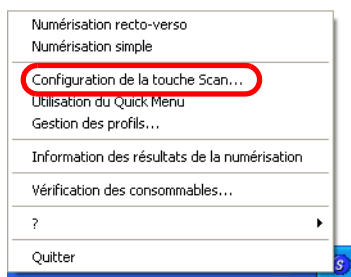 Numérisation recto-verso
Numérisation simple
Configuration de la touche Scan...
Utilisation du Quick Menu
Gestion des profils...
Information des résultats de la numérisation
Vérification des consommables...
?
Quitter
S